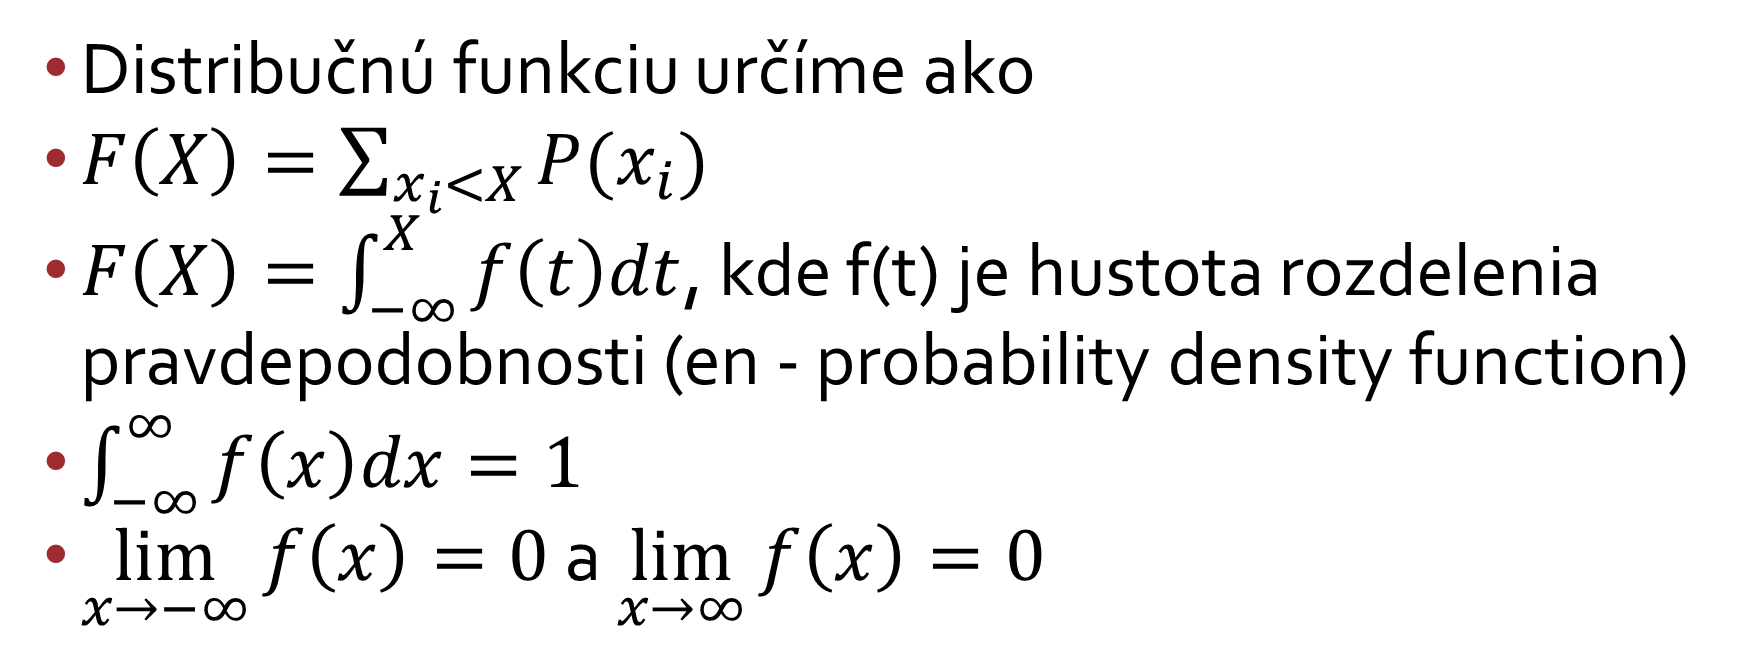 • Distribučnú funkciu určíme ako
• F(X) = ∑_{x_i<X} P(x_i)
• F(X) = ∫_{−∞}^{X} f(t)dt, kde f(t) je hustota rozdelenia
pravdepodobnosti (en - probability density function)
• ∫_{−∞}^{∞} f(x)dx = 1
• lim_{x→−∞} f(x) = 0 a lim_{x→∞} f(x) = 0